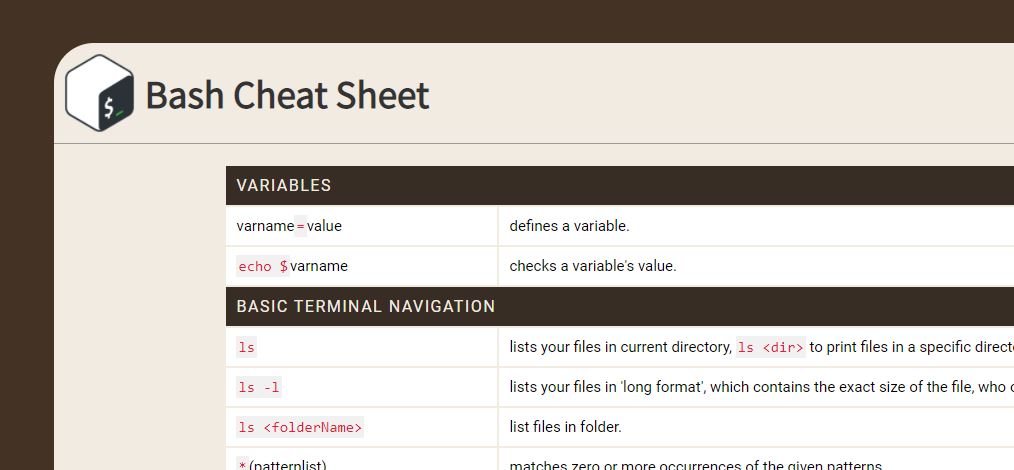 $_
Bash Cheat Sheet
VARIABLES
varname=value defines a variable.
echo $varname checks a variable's value.
BASIC TERMINAL NAVIGATION
ls lists your files in current directory, ls <dir> to print files in a specific
ls -l lists your files in 'long format', which contains the exact size of the file, who
ls <folderName> list files in folder.
*(patternlist) matches zero or more occurrences of the given patterns